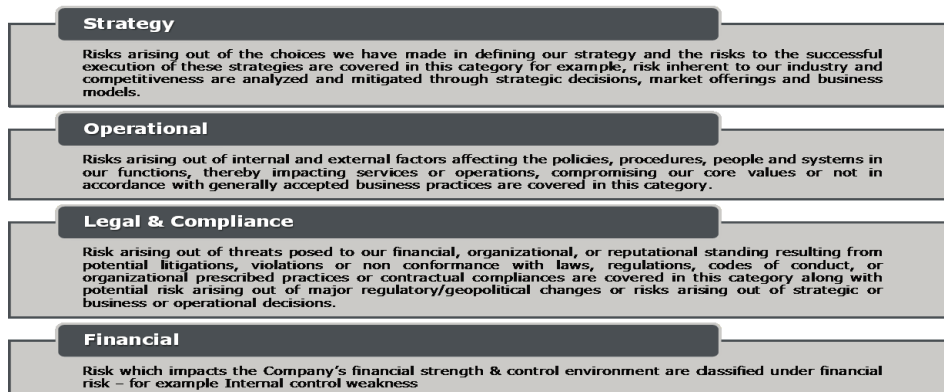 Strategy
Risks arising out of the choices we have made in defining our strategy and the risks to the successful
execution of these strategies are covered in this category for example, risk inherent to our industry and
competitiveness are analyzed and mitigated through strategic decisions, market offerings and business
models.
Operational
Risks arising out of internal and external factors affecting the policies, procedures, people and systems in
our functions, thereby impacting services or operations, compromising our core values or not in
accordance with generally accepted business practices are covered in this category.
Legal & Compliance
Risk arising out of threats posed to our financial, organizational, or reputational standing resulting from
potential litigations, violations or non conformance with laws, regulations, codes of conduct, or
organizational prescribed practices or contractual compliances are covered in this category along with
potential risk arising out of major regulatory/geopolitical changes or risks arising out of strategic or
business or operational decisions.
Financial
Risk which impacts the Company's financial strength & control environment are classified under financial
risk – for example Internal control weakness